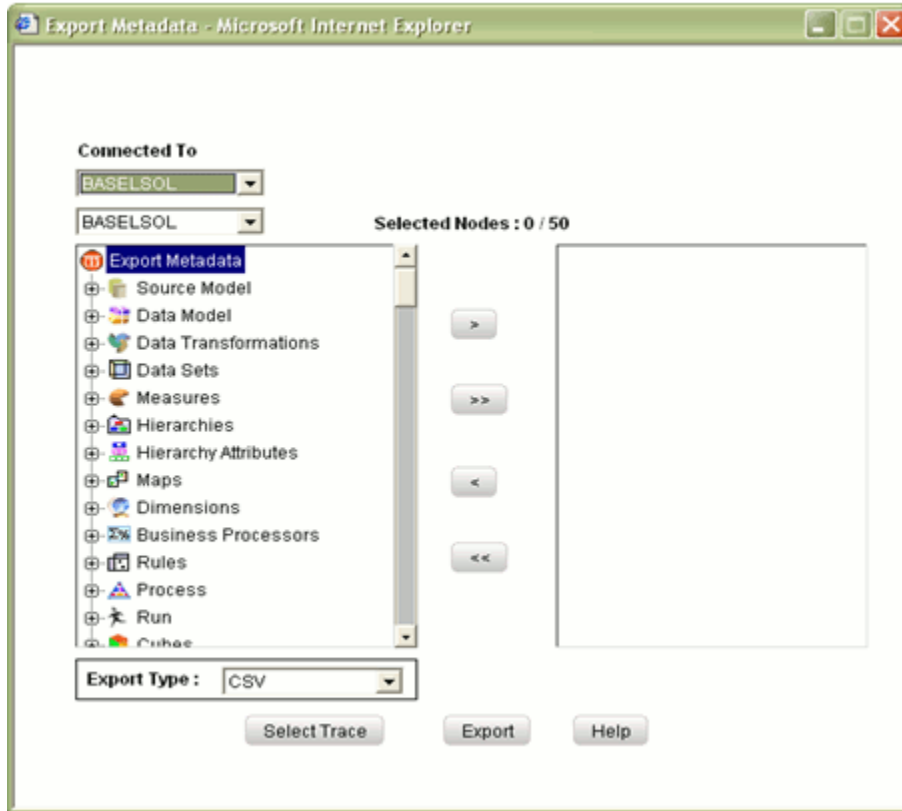 Export Metadata - Microsoft Internet Explorer
Connected To
BASELSOL
BASELSOL
Selected Nodes : 0 / 50
Export Metadata
Source Model
Data Model
Data Transformations
Data Sets
Measures
Hierarchies
Hierarchy Attributes
Maps
Dimensions
Business Processors
Rules
Process
Run
Cubes
>
>>
<
<<
Export Type : CSV
Select Trace Export Help